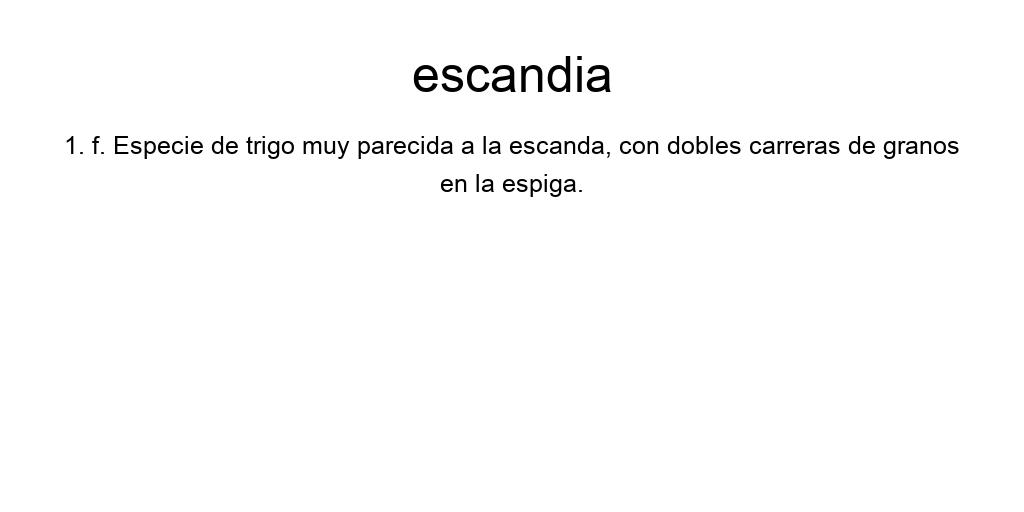 escandia
1. f. Especie de trigo muy parecida a la escanda, con dobles carreras de granos
en la espiga.